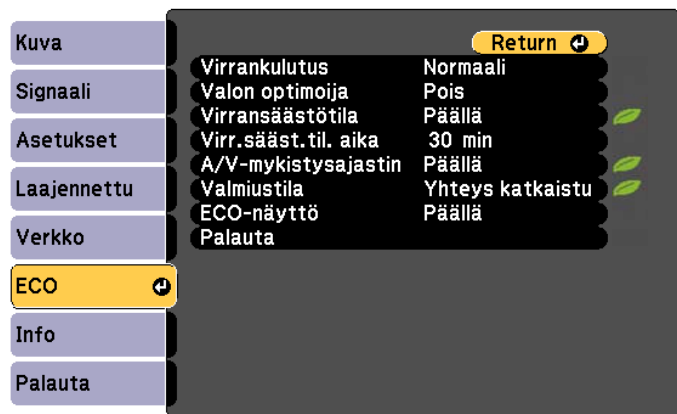 Kuva
Signaali
Asetukset
Laajennettu
Verkko
ECO
Info
Palauta
Return
Virrankulutus Normaali
Valon optimoija Pois
Virransäästötila Päällä
Virr.sääst.til. aika 30 min
A/V-mykistysajastin Päällä
Valmiustila Yhteys katkaistu
ECO-näyttö Päällä
Palauta